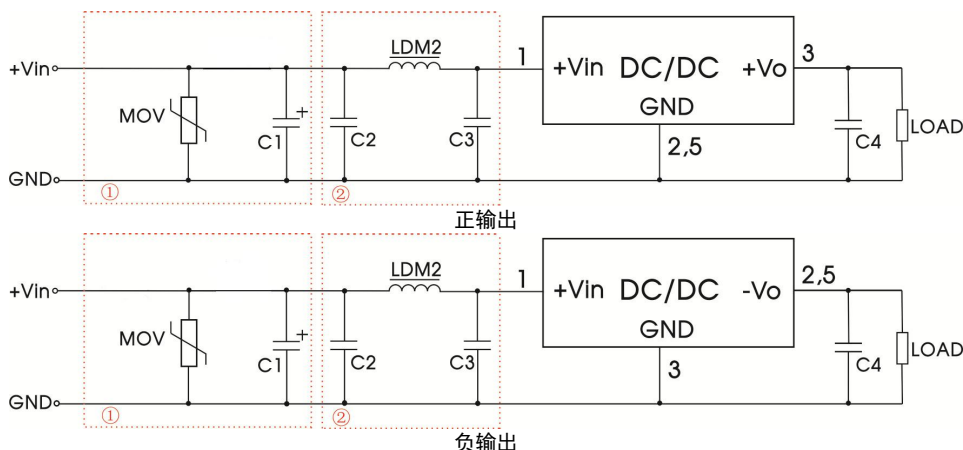 LDM2
1
3
+Vin
+Vin DC/DC +Vo
GND
MOV
C1
+
C2
C3
C4
LOAD
2,5
GND
①
②
正输出
LDM2
1
2,5
+Vin
+Vin DC/DC -Vo
GND
MOV
C1
+
C2
C3
C4
LOAD
3
GND
①
②
负输出